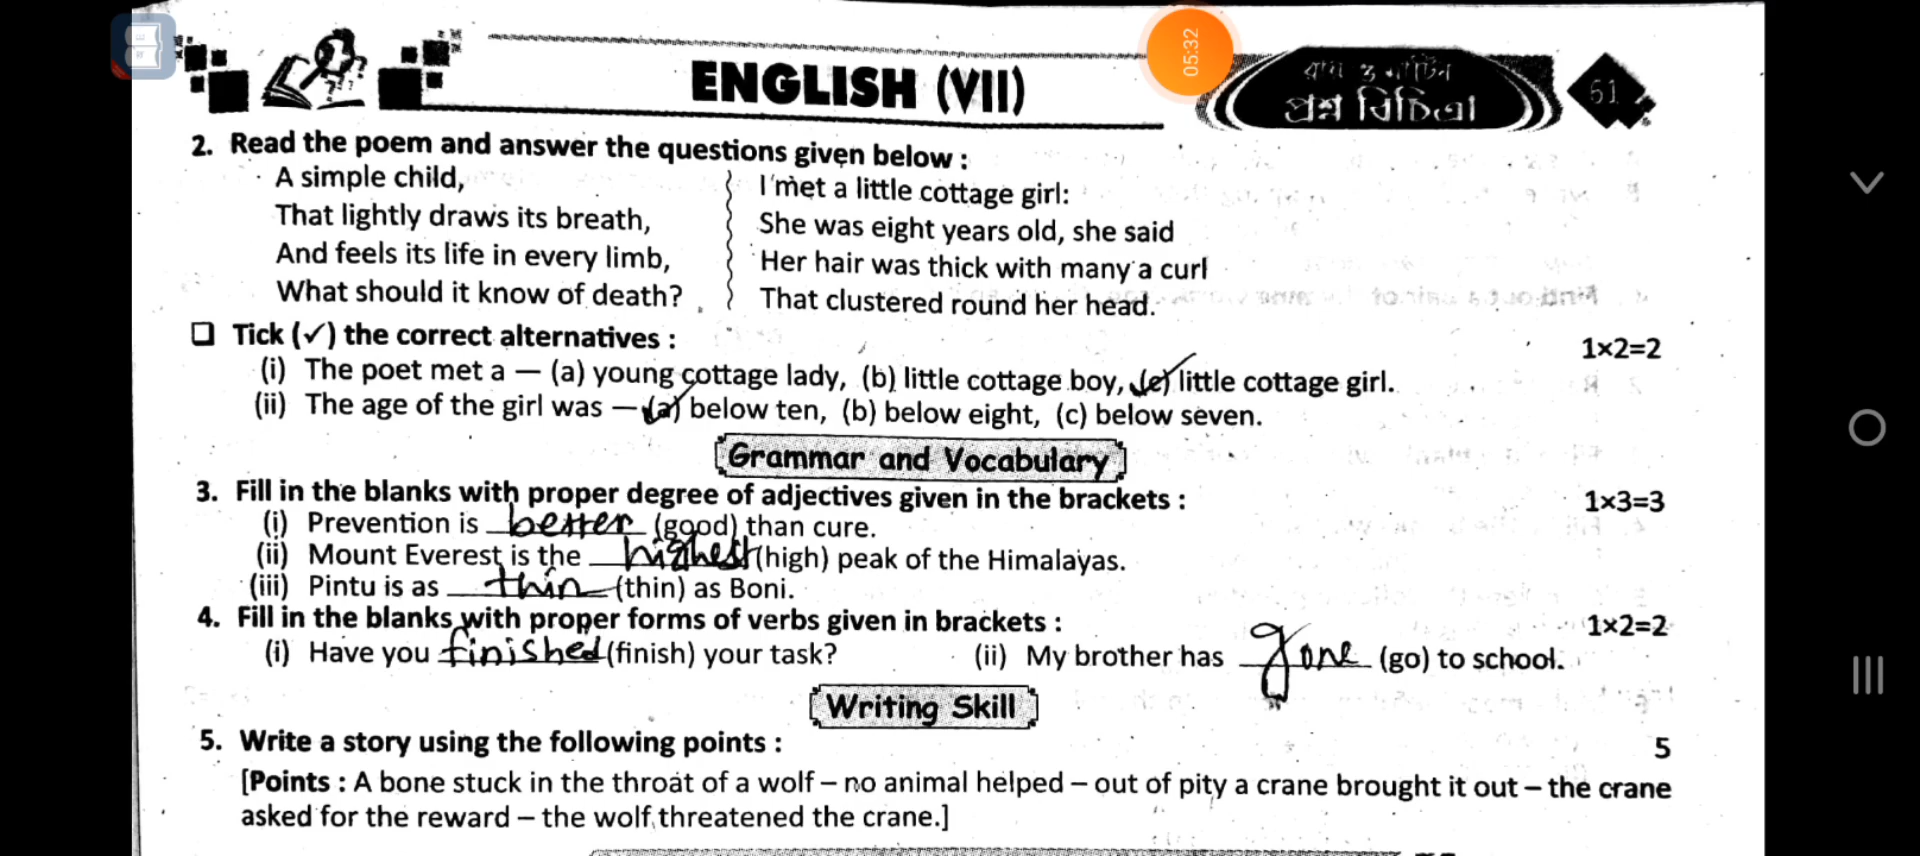 05:32
ENGLISH (VII)
প্রশ্ন বিচিত্রা
61
2. Read the poem and answer the questions given below :
A simple child,
That lightly draws its breath,
And feels its life in every limb,
What should it know of death?
I met a little cottage girl:
She was eight years old, she said
Her hair was thick with many a curl
That clustered round her head.
❑ Tick (✓) the correct alternatives : 1×2=2
(i) The poet met a — (a) young cottage lady, (b) little cottage boy, (c) little cottage girl.
(ii) The age of the girl was — (a) below ten, (b) below eight, (c) below seven.
Grammar and Vocabulary
3. Fill in the blanks with proper degree of adjectives given in the brackets : 1×3=3
(i) Prevention is better (good) than cure.
(ii) Mount Everest is the highest (high) peak of the Himalayas.
(iii) Pintu is as thin (thin) as Boni.
4. Fill in the blanks with proper forms of verbs given in brackets : 1×2=2
(i) Have you finished (finish) your task? (ii) My brother has gone (go) to school.
Writing Skill
5. Write a story using the following points : 5
[Points : A bone stuck in the throat of a wolf – no animal helped – out of pity a crane brought it out – the crane
asked for the reward – the wolf threatened the crane.]